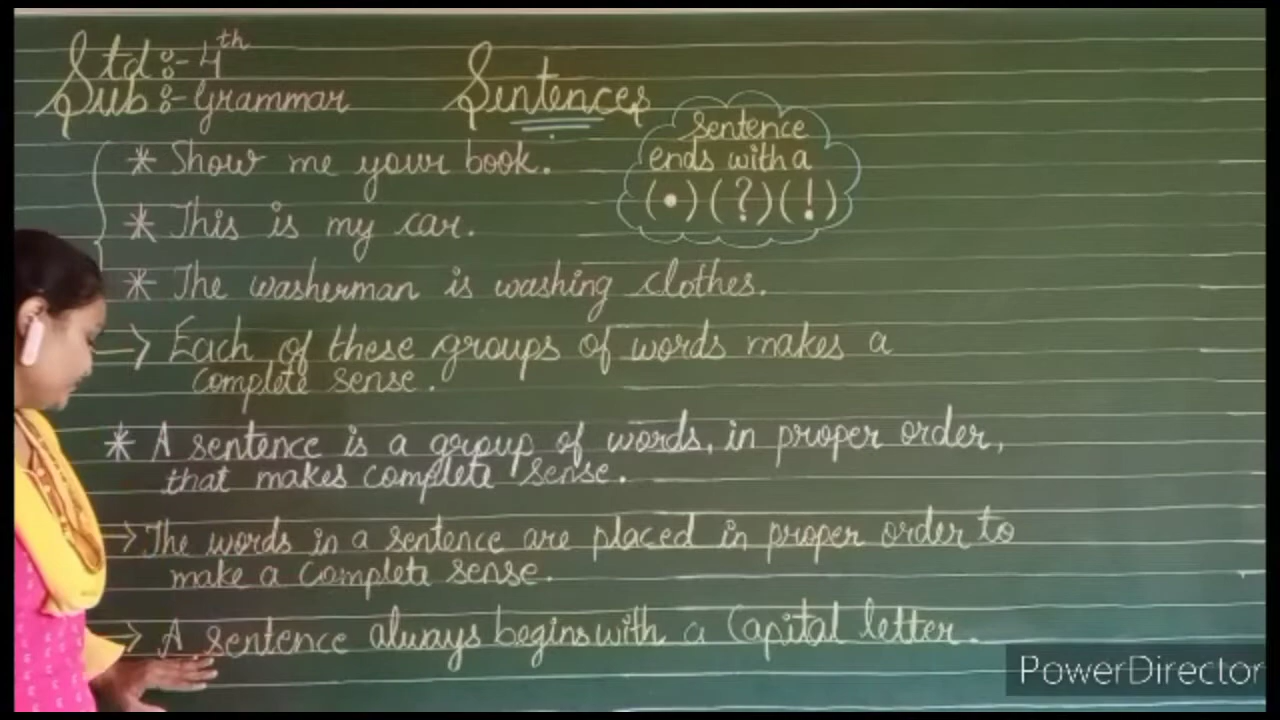 Std :- 4th
Sub :- Grammar
Sentences
Sentence
ends with a
(.) (?) (!)
* Show me your book.
* This is my car.
* The washerman is washing clothes.
→ Each of these groups of words makes a
complete sense.
* A sentence is a group of words, in proper order,
that makes complete sense.
→ The words in a sentence are placed in proper order to
make a complete sense.
→ A sentence always begins with a Capital letter.
PowerDirector